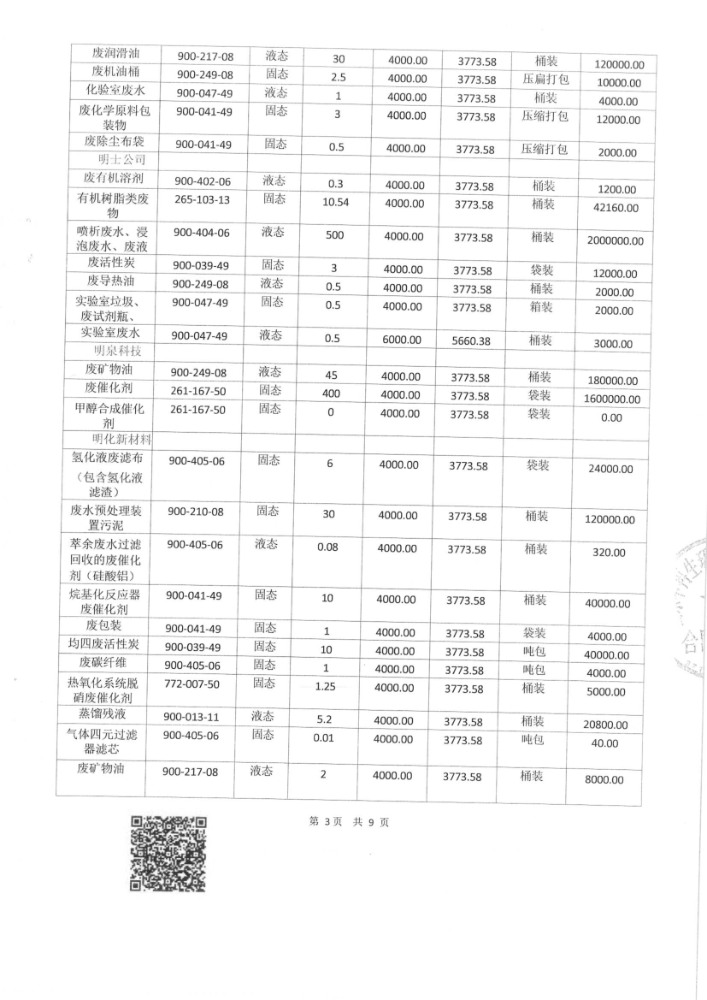 废润滑油 900-217-08 液态 30 4000.00 3773.58 桶装 120000.00
废机油桶 900-249-08 固态 2.5 4000.00 3773.58 压扁打包 10000.00
化验室废水 900-047-49 液态 1 4000.00 3773.58 桶装 4000.00
废化学原料包 900-041-49 固态 3 4000.00 3773.58 压缩打包 12000.00
装物
废除尘布袋 900-041-49 固态 0.5 4000.00 3773.58 压缩打包 2000.00
明士公司
废有机溶剂 900-402-06 液态 0.3 4000.00 3773.58 桶装 1200.00
有机树脂类废 265-103-13 固态 10.54 4000.00 3773.58 桶装 42160.00
物
喷析废水、浸 900-404-06 液态 500 4000.00 3773.58 桶装 2000000.00
泡废水、废液
废活性炭 900-039-49 固态 3 4000.00 3773.58 袋装 12000.00
废导热油 900-249-08 液态 0.5 4000.00 3773.58 桶装 2000.00
实验室垃圾、 900-047-49 固态 0.5 4000.00 3773.58 箱装 2000.00
废试剂瓶、
实验室废水 900-047-49 液态 0.5 6000.00 5660.38 桶装 3000.00
明泉科技
废矿物油 900-249-08 液态 45 4000.00 3773.58 桶装 180000.00
废催化剂 261-167-50 固态 400 4000.00 3773.58 袋装 1600000.00
甲醇合成催化 261-167-50 固态 0 4000.00 3773.58 袋装 0.00
剂
明化新材料
氢化液废滤布 900-405-06 固态 6 4000.00 3773.58 袋装 24000.00
（包含氢化液
滤渣）
废水预处理装 900-210-08 固态 30 4000.00 3773.58 桶装 120000.00
置污泥
萃余废水过滤 900-405-06 液态 0.08 4000.00 3773.58 桶装 320.00
回收的废催化
剂（硅酸铝）
烷基化反应器 900-041-49 固态 10 4000.00 3773.58 桶装 40000.00
废催化剂
废包装 900-041-49 固态 1 4000.00 3773.58 袋装 4000.00
均四废活性炭 900-039-49 固态 10 4000.00 3773.58 吨包 40000.00
废碳纤维 900-405-06 固态 1 4000.00 3773.58 吨包 4000.00
热氧化系统脱 772-007-50 固态 1.25 4000.00 3773.58 桶装 5000.00
硝废催化剂
蒸馏残液 900-013-11 液态 5.2 4000.00 3773.58 桶装 20800.00
气体四元过滤 900-405-06 固态 0.01 4000.00 3773.58 吨包 40.00
器滤芯
废矿物油 900-217-08 液态 2 4000.00 3773.58 桶装 8000.00
第 3页 共 9 页